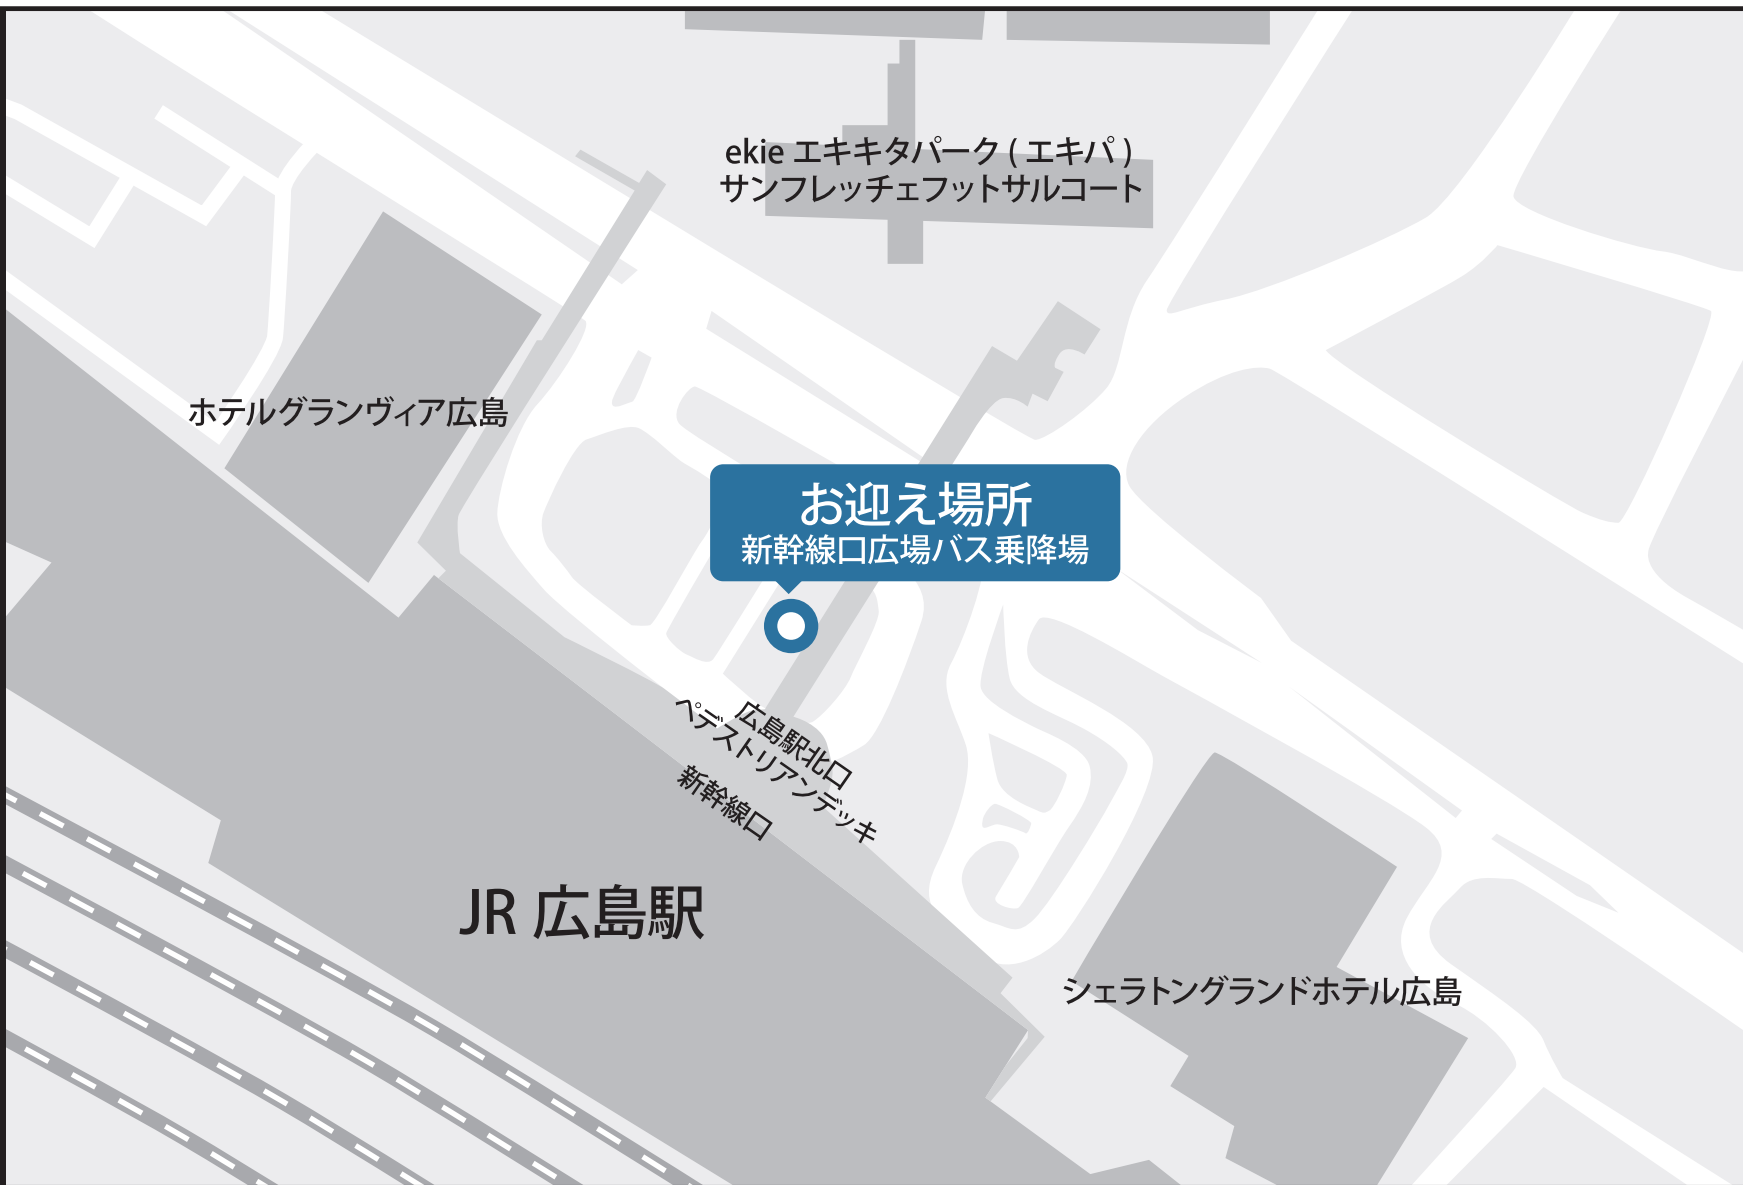 ekie エキキタパーク ( エキパ )
サンフレッチェフットサルコート
ホテルグランヴィア広島
お迎え場所
新幹線口広場バス乗降場
広島駅北口
ペデストリアンデッキ
新幹線口
JR 広島駅
シェラトングランドホテル広島